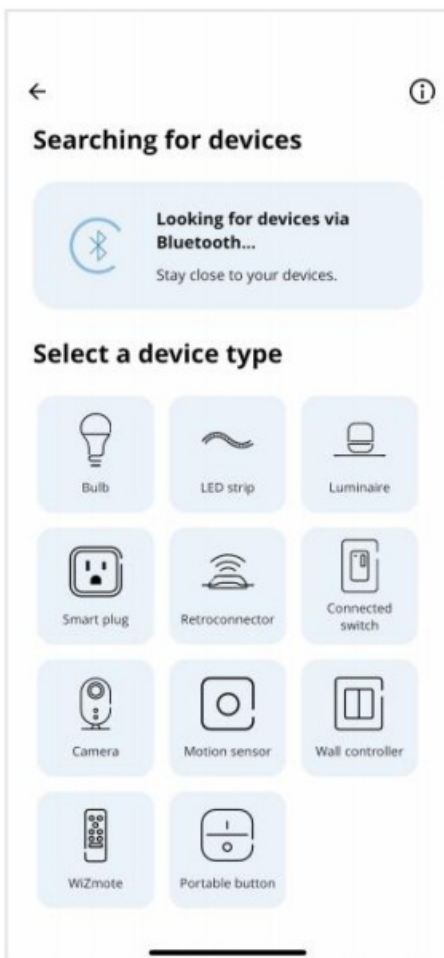 Searching for devices
Looking for devices via
Bluetooth...
Stay close to your devices.
Select a device type
Bulb
LED strip
Luminaire
Smart plug
Retroconnector
Connected
switch
Camera
Motion sensor
Wall controller
WiZmote
Portable button